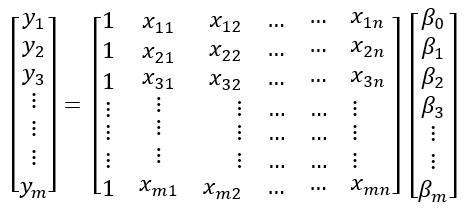 y₁ 1 x₁₁ x₁₂ … … x₁ₙ β₀
y₂ 1 x₂₁ x₂₂ … … x₂ₙ β₁
y₃ 1 x₃₁ x₃₂ … … x₃ₙ β₂
⋮ = ⋮ ⋮ ⋮ … … ⋮ β₃
⋮ ⋮ ⋮ ⋮ … … ⋮ ⋮
⋮ ⋮ ⋮ ⋮ … … ⋮ ⋮
yₘ 1 xₘ₁ xₘ₂ … … xₘₙ βₘ